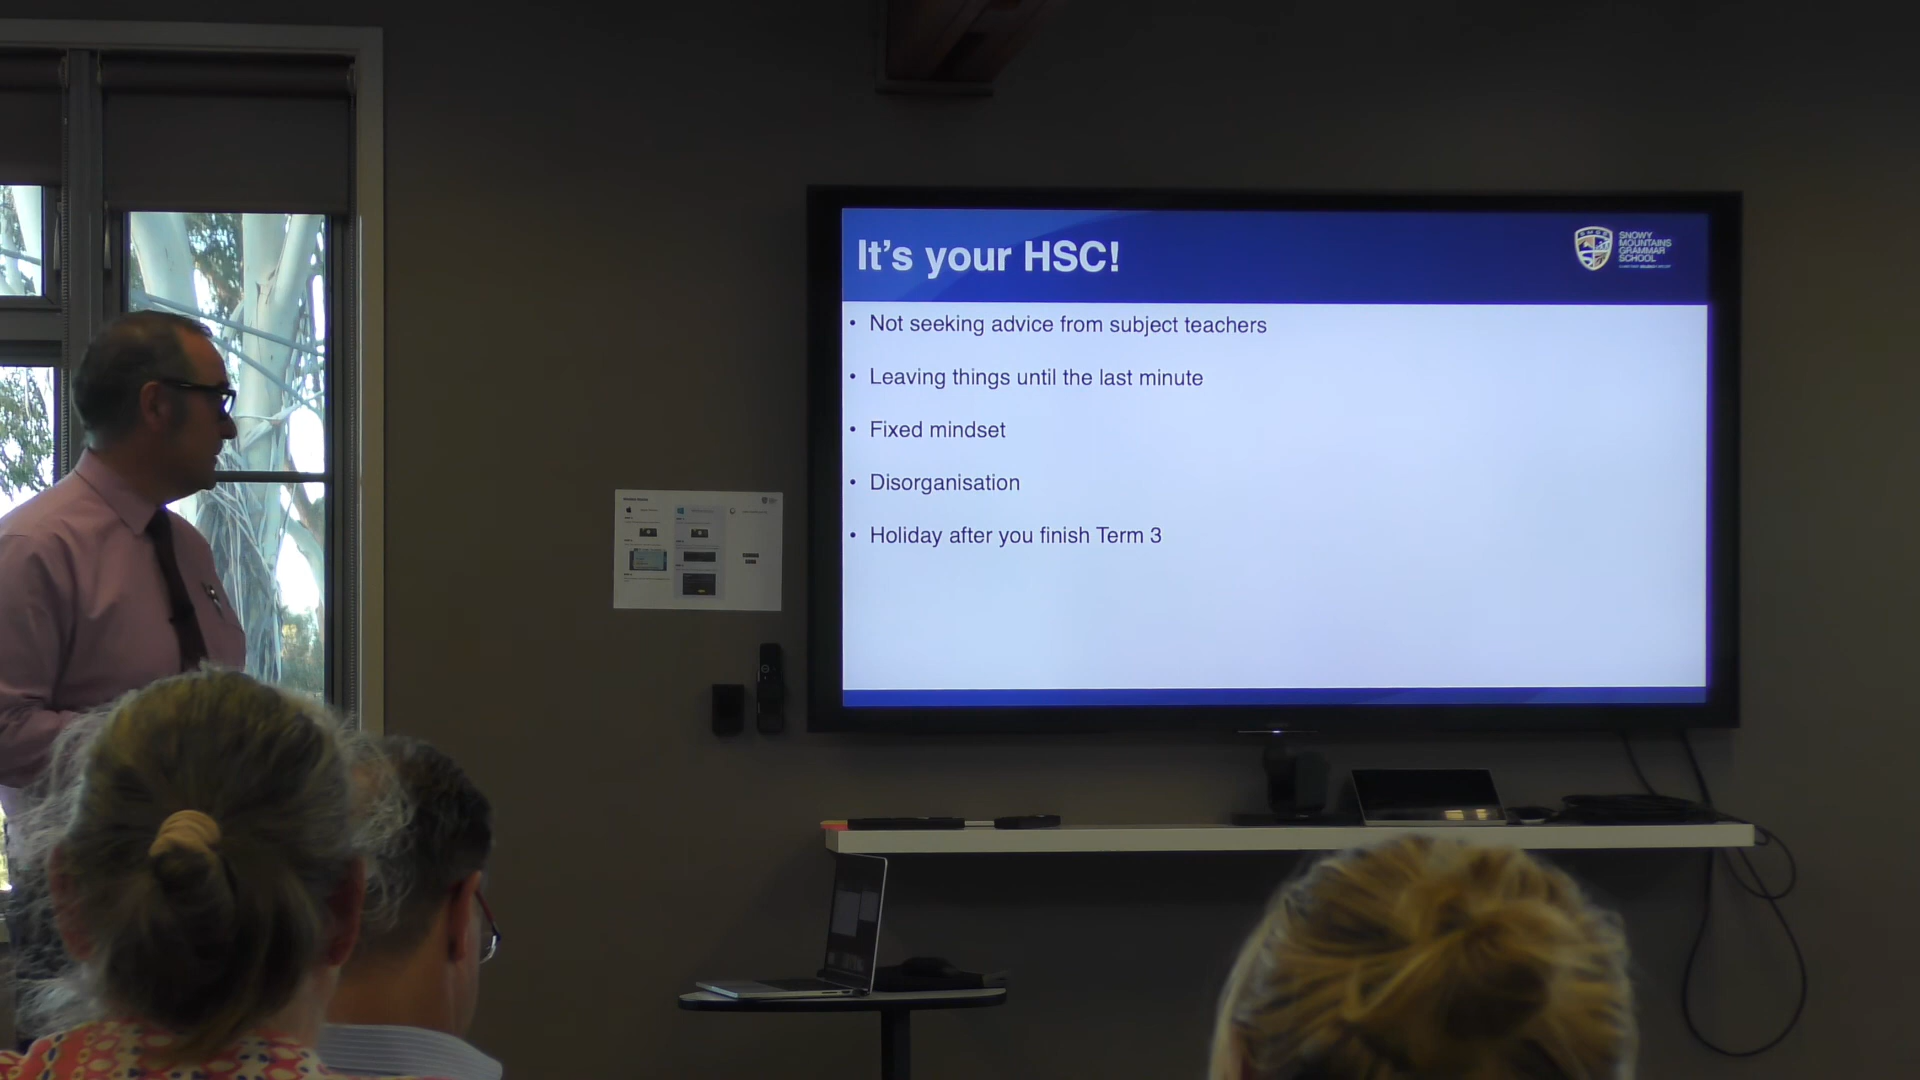 It's your HSC!
SNOWY
MOUNTAINS
GRAMMAR
SCHOOL
• Not seeking advice from subject teachers
• Leaving things until the last minute
• Fixed mindset
• Disorganisation
• Holiday after you finish Term 3